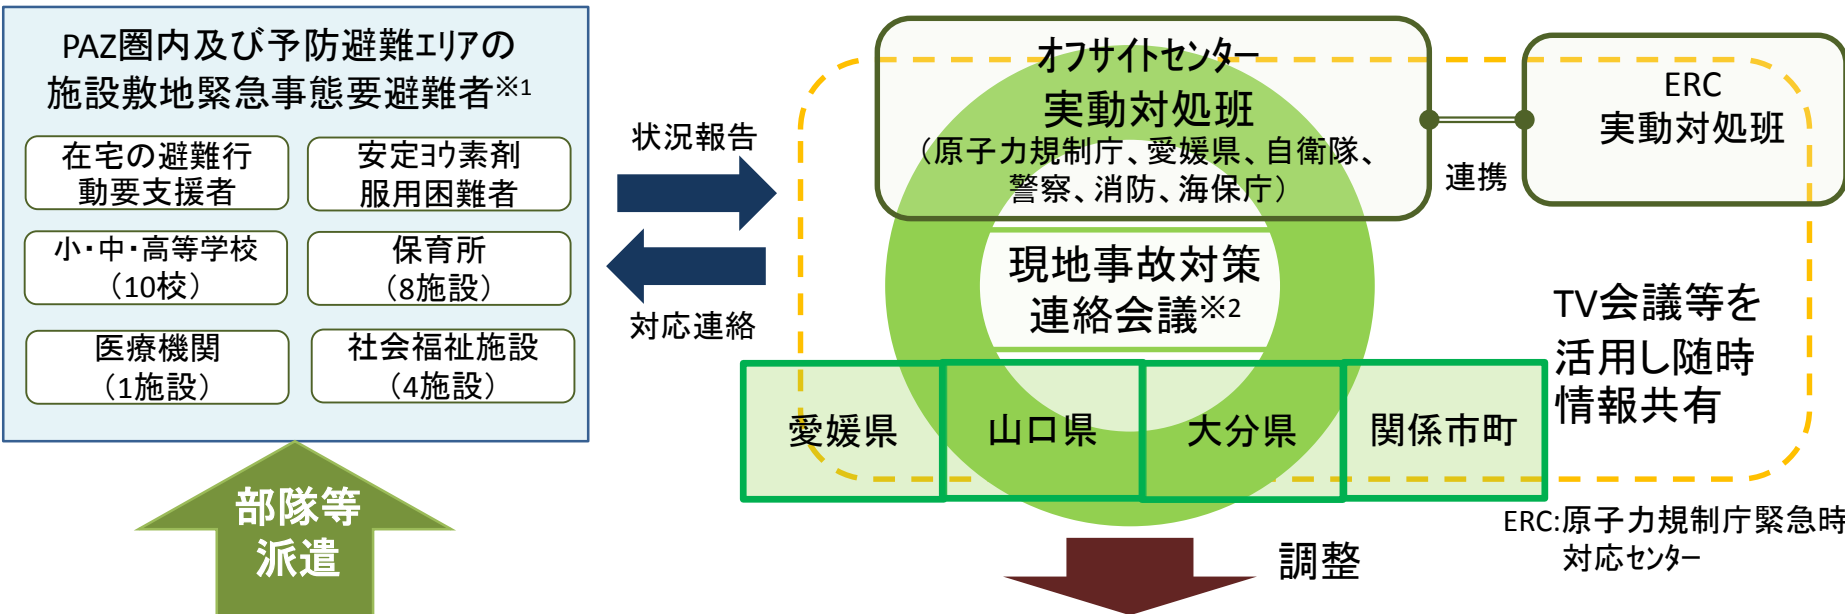 PAZ圏内及び予防避難エリアの
施設敷地緊急事態要避難者※1
在宅の避難行
動要支援者
安定ヨウ素剤
服用困難者
小・中・高等学校
（10校）
保育所
（8施設）
医療機関
（1施設）
社会福祉施設
（4施設）
部隊等
派遣
状況報告
対応連絡
オフサイトセンター
実動対処班
（原子力規制庁、愛媛県、自衛隊、
警察、消防、海保庁）
連携
ERC
実動対処班
現地事故対策
連絡会議※2
TV会議等を
活用し随時
情報共有
愛媛県
山口県
大分県
関係市町
ERC:原子力規制庁緊急時
対応センター
調整